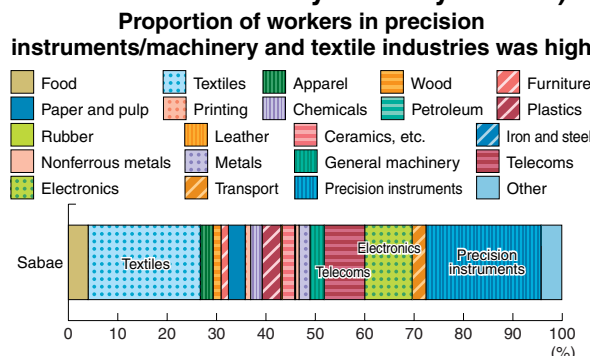 Proportion of workers in precision
instruments/machinery and textile industries was high
Food Textiles Apparel Wood Furniture
Paper and pulp Printing Chemicals Petroleum Plastics
Rubber Leather Ceramics, etc. Iron and steel
Nonferrous metals Metals General machinery Telecoms
Electronics Transport Precision instruments Other
Sabae
Textiles
Telecoms
Electronics
Precision
instruments
0 10 20 30 40 50 60 70 80 90 100
(%)